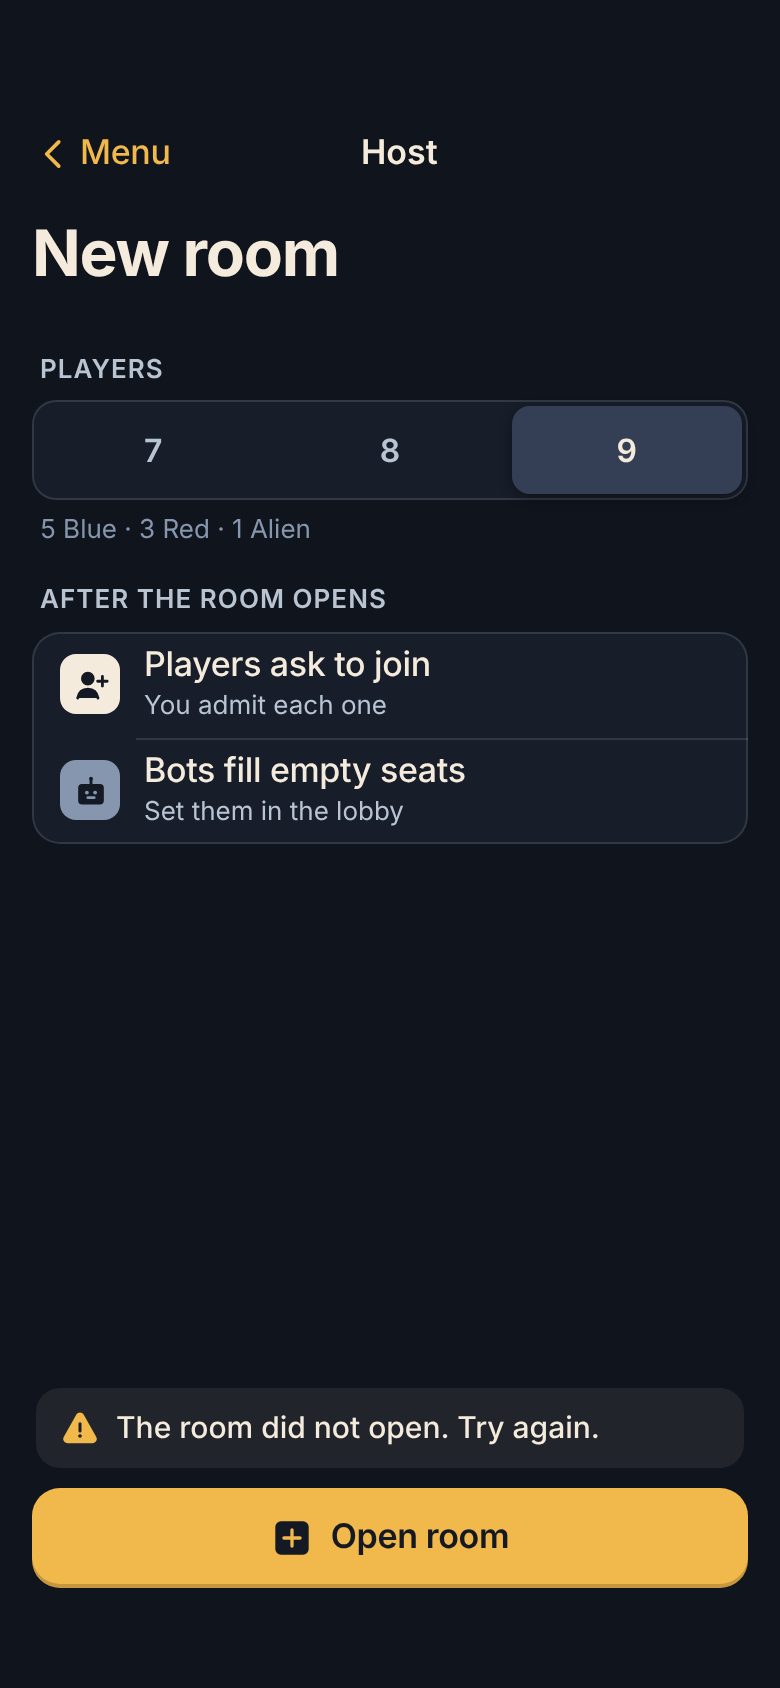 Menu
Host
New room
PLAYERS
7 8 9
5 Blue · 3 Red · 1 Alien
AFTER THE ROOM OPENS
Players ask to join
You admit each one
Bots fill empty seats
Set them in the lobby
The room did not open. Try again.
Open room